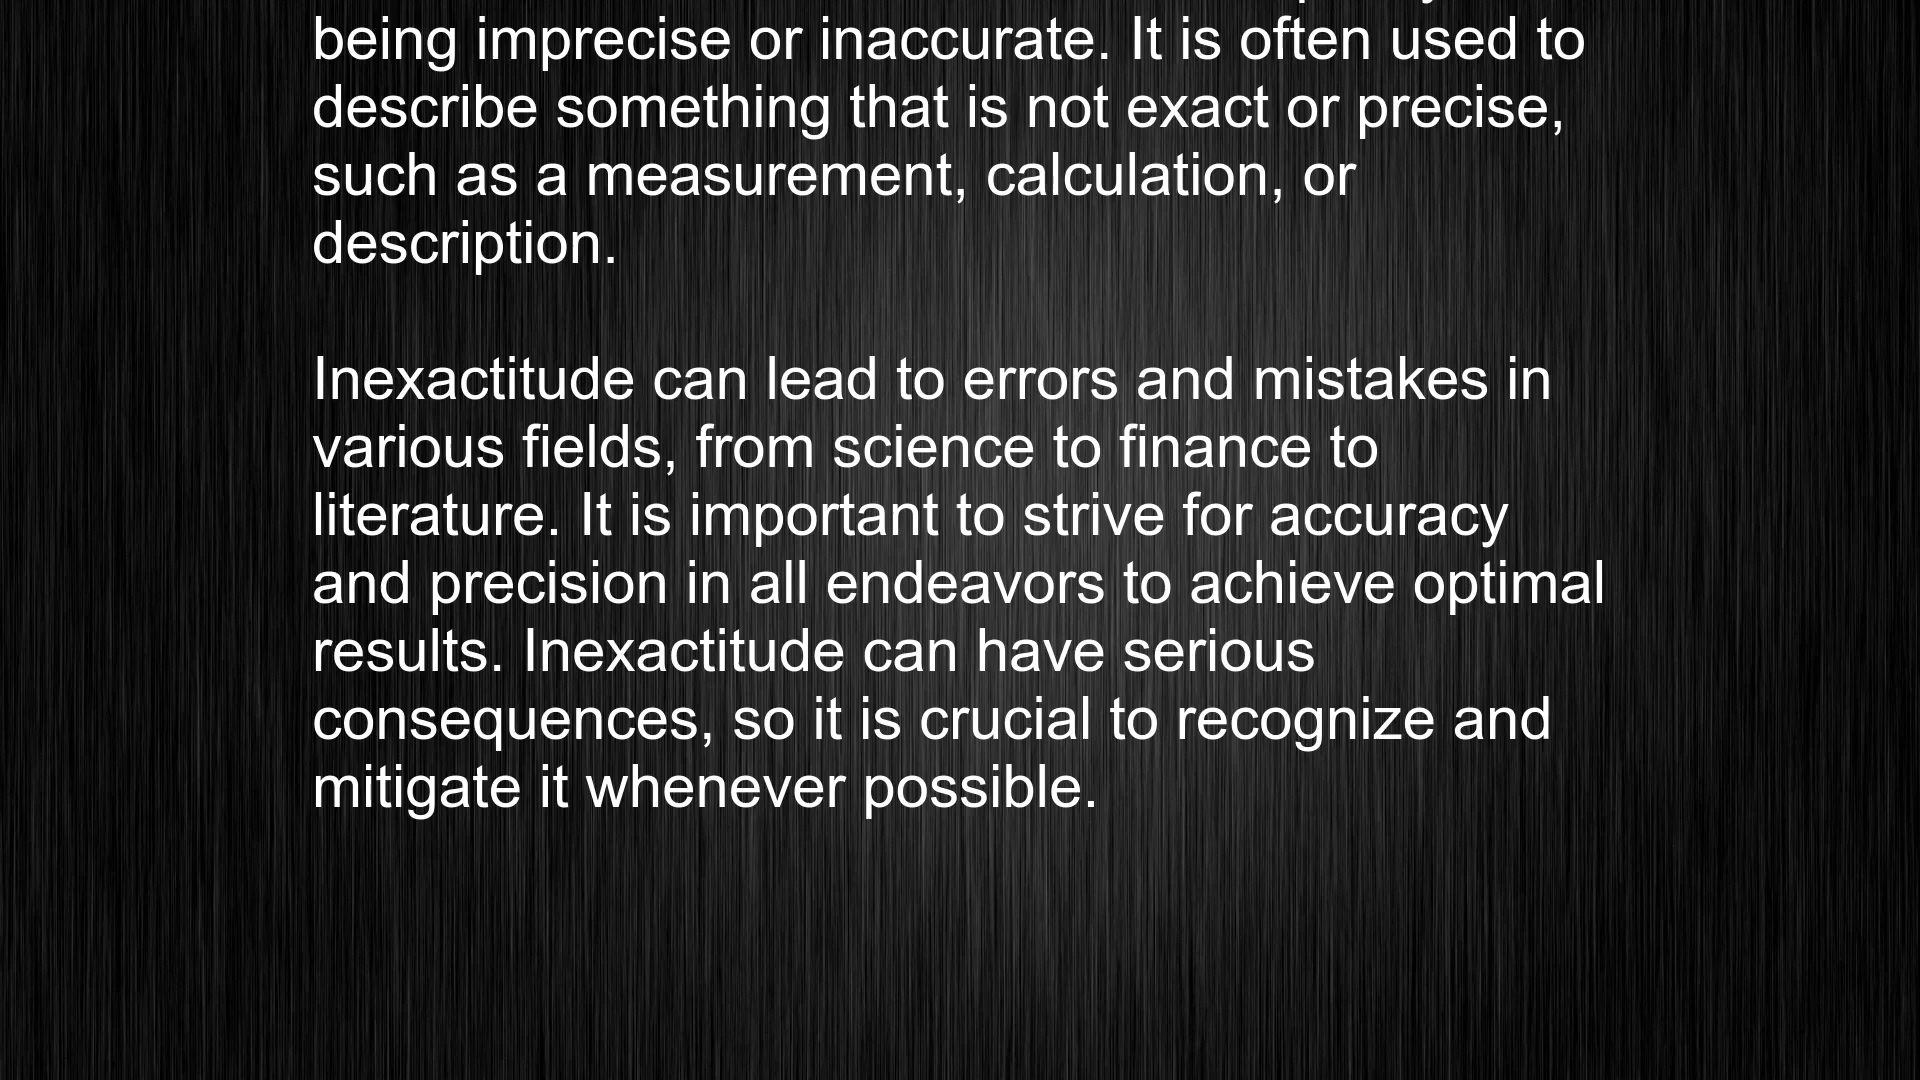 being imprecise or inaccurate. It is often used to
describe something that is not exact or precise,
such as a measurement, calculation, or
description.
Inexactitude can lead to errors and mistakes in
various fields, from science to finance to
literature. It is important to strive for accuracy
and precision in all endeavors to achieve optimal
results. Inexactitude can have serious
consequences, so it is crucial to recognize and
mitigate it whenever possible.